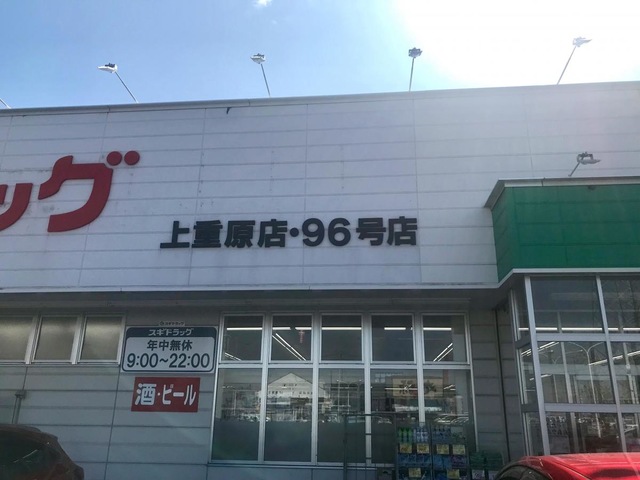 ッグ
上重原店・96号店
スギドラッグ
年中無休
9:00~22:00
酒・ビール